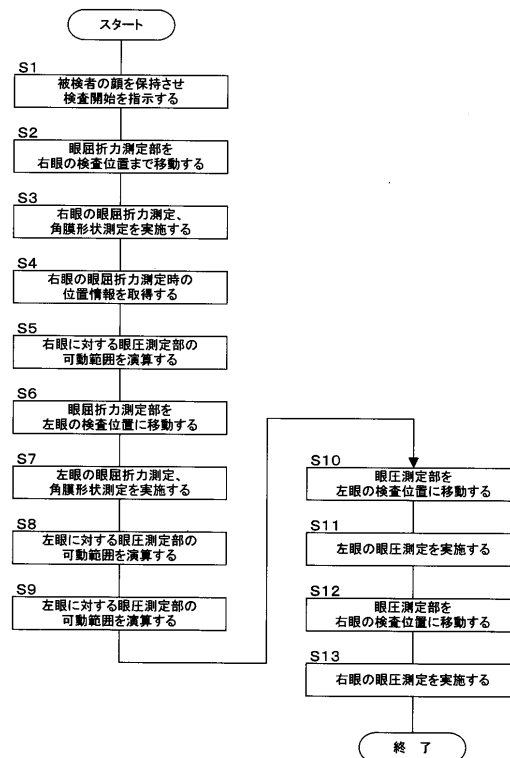 スタート
S1
被検者の顔を保持させ
検査開始を指示する
S2
眼屈折力測定部を
右眼の検査位置まで移動する
S3
右眼の眼屈折力測定、
角膜形状測定を実施する
S4
右眼の眼屈折力測定時の
位置情報を取得する
S5
右眼に対する眼圧測定部の
可動範囲を演算する
S6
眼屈折力測定部を
左眼の検査位置に移動する
S7
左眼の眼屈折力測定、
角膜形状測定を実施する
S8
左眼に対する眼圧測定部の
可動範囲を演算する
S9
左眼に対する眼圧測定部の
可動範囲を演算する
S10
眼圧測定部を
左眼の検査位置に移動する
S11
左眼の眼圧測定を実施する
S12
眼圧測定部を
右眼の検査位置に移動する
S13
右眼の眼圧測定を実施する
終 了